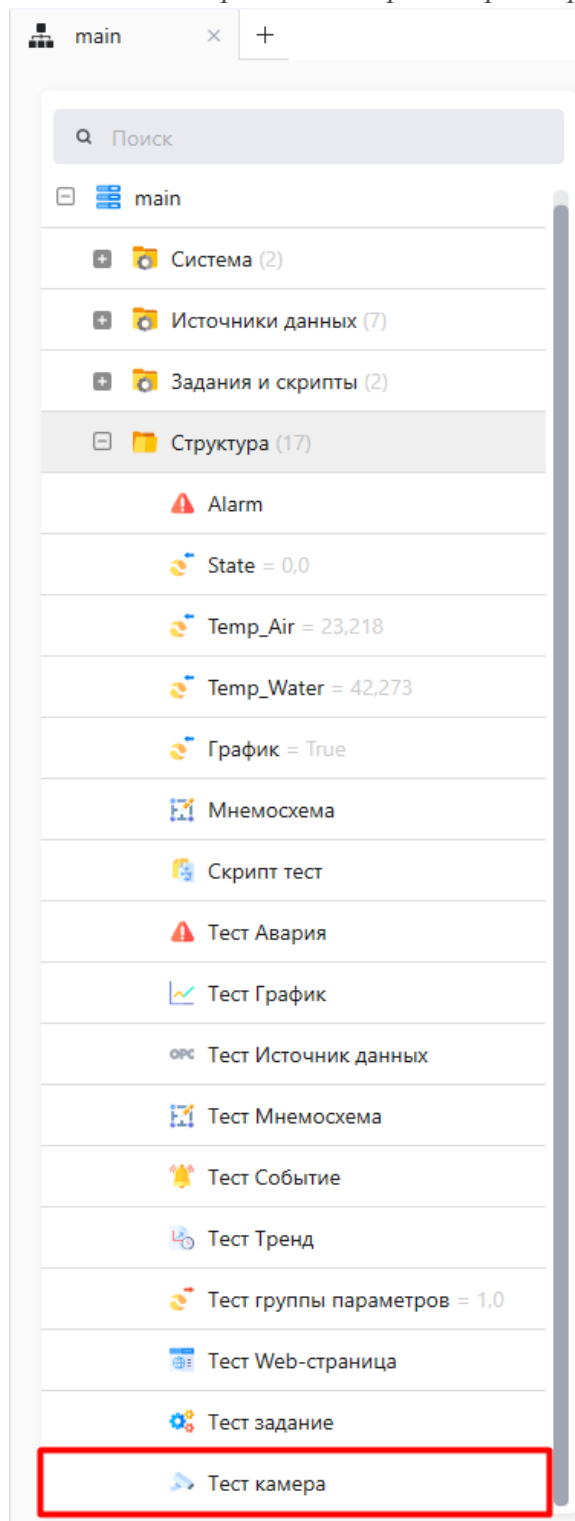 main × +
Поиск
main
Система (2)
Источники данных (7)
Задания и скрипты (2)
Структура (17)
Alarm
State = 0,0
Temp_Air = 23,218
Temp_Water = 42,273
График = True
Мнемосхема
Скрипт тест
Тест Авария
Тест График
OPC Тест Источник данных
Тест Мнемосхема
Тест Событие
Тест Тренд
Тест группы параметров = 1,0
Тест Web-страница
Тест задание
Тест камера